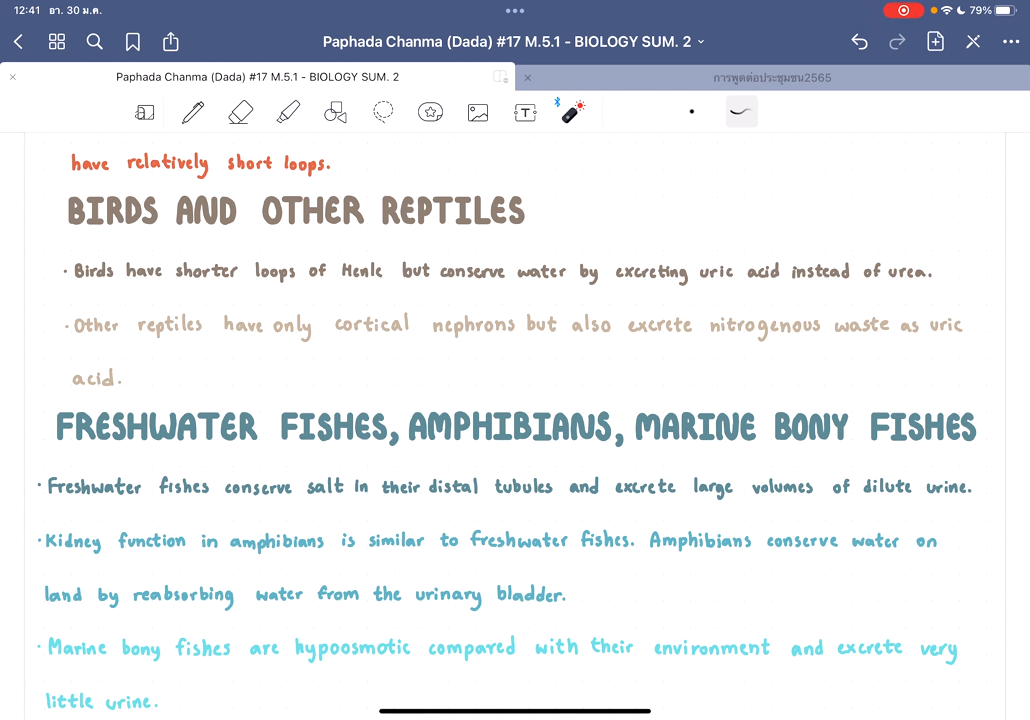 12:41 อา. 30 ม.ค.
79%
Paphada Chanma (Dada) #17 M.5.1 - BIOLOGY SUM. 2
Paphada Chanma (Dada) #17 M.5.1 - BIOLOGY SUM. 2
การพูดต่อประชุมชน2565
have relatively short loops.
BIRDS AND OTHER REPTILES
· Birds have shorter loops of Henle but conserve water by excreting uric acid instead of urea.
· Other reptiles have only cortical nephrons but also excrete nitrogenous waste as uric
acid.
FRESHWATER FISHES, AMPHIBIANS, MARINE BONY FISHES
· Freshwater fishes conserve salt in their distal tubules and excrete large volumes of dilute urine.
· Kidney function in amphibians is similar to freshwater fishes. Amphibians conserve water on
land by reabsorbing water from the urinary bladder.
· Marine bony fishes are hypoosmotic compared with their environment and excrete very
little urine.